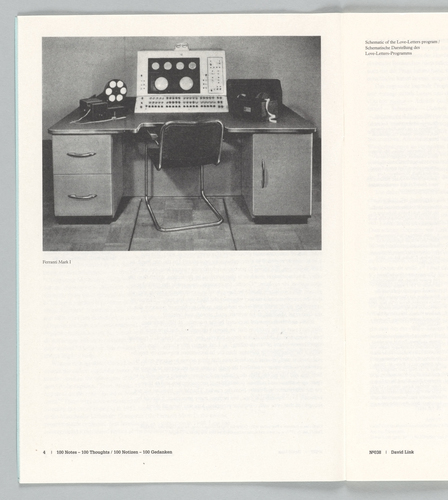 Schematic of the Love-Letters program /
Schematische Darstellung des
Love-Letters-Programms
Ferranti Mark I
4 | 100 Notes – 100 Thoughts / 100 Notizen – 100 Gedanken
Nº038 | David Link